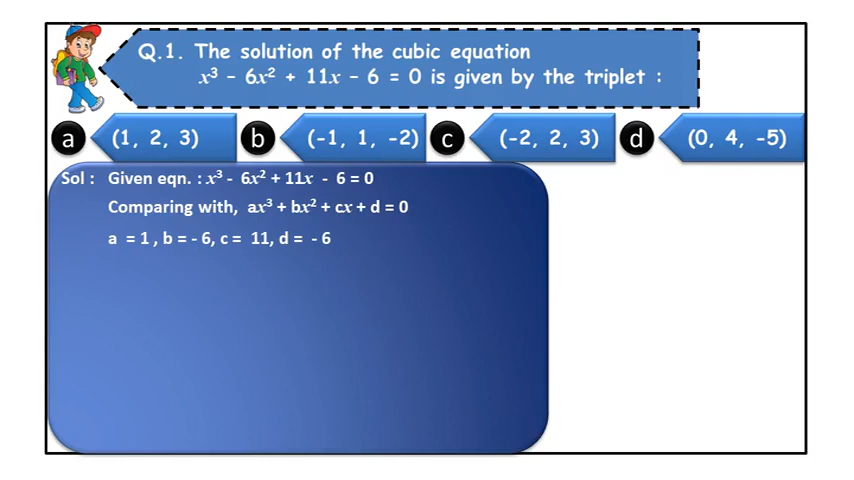 Q.1. The solution of the cubic equation
x³ - 6x² + 11x - 6 = 0 is given by the triplet :
a (1, 2, 3) b (-1, 1, -2) c (-2, 2, 3) d (0, 4, -5)
Sol : Given eqn. : x³ - 6x² + 11x - 6 = 0
Comparing with, ax³ + bx² + cx + d = 0
a = 1 , b = - 6, c = 11, d = - 6